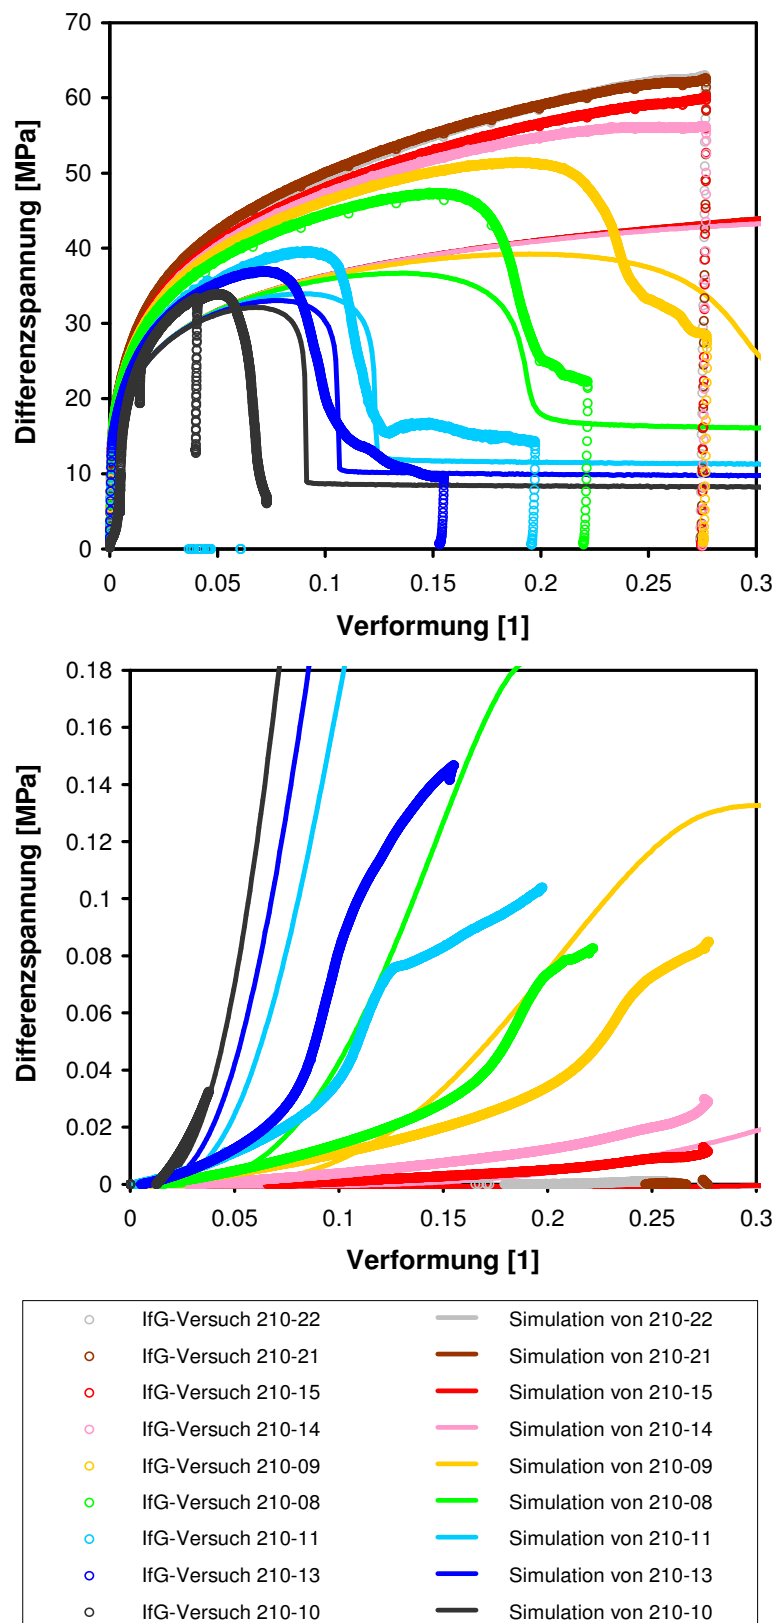 70
60
50
40
30
20
10
0
Differenzspannung [MPa]
0 0.05 0.1 0.15 0.2 0.25 0.3
Verformung [1]
0.18
0.16
0.14
0.12
0.1
0.08
0.06
0.04
0.02
0
Differenzspannung [MPa]
0 0.05 0.1 0.15 0.2 0.25 0.3
Verformung [1]
IfG-Versuch 210-22 Simulation von 210-22
IfG-Versuch 210-21 Simulation von 210-21
IfG-Versuch 210-15 Simulation von 210-15
IfG-Versuch 210-14 Simulation von 210-14
IfG-Versuch 210-09 Simulation von 210-09
IfG-Versuch 210-08 Simulation von 210-08
IfG-Versuch 210-11 Simulation von 210-11
IfG-Versuch 210-13 Simulation von 210-13
IfG-Versuch 210-10 Simulation von 210-10